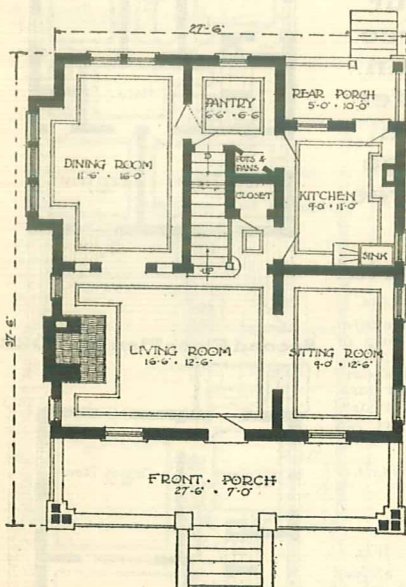 27'-6"
PANTRY
6'-6" • 6'-6"
REAR PORCH
5'-0" • 10'-0"
DINING ROOM
11'-6" • 16'-0"
D
POTS &
PANS
CLOSET
KITCHEN
9'-0" • 11'-0"
UP
SINK
37'-6"
LIVING ROOM
16'-6" • 12'-6"
SITTING ROOM
9'-0" • 12'-6"
FRONT • PORCH
27'-6" • 7'-0"